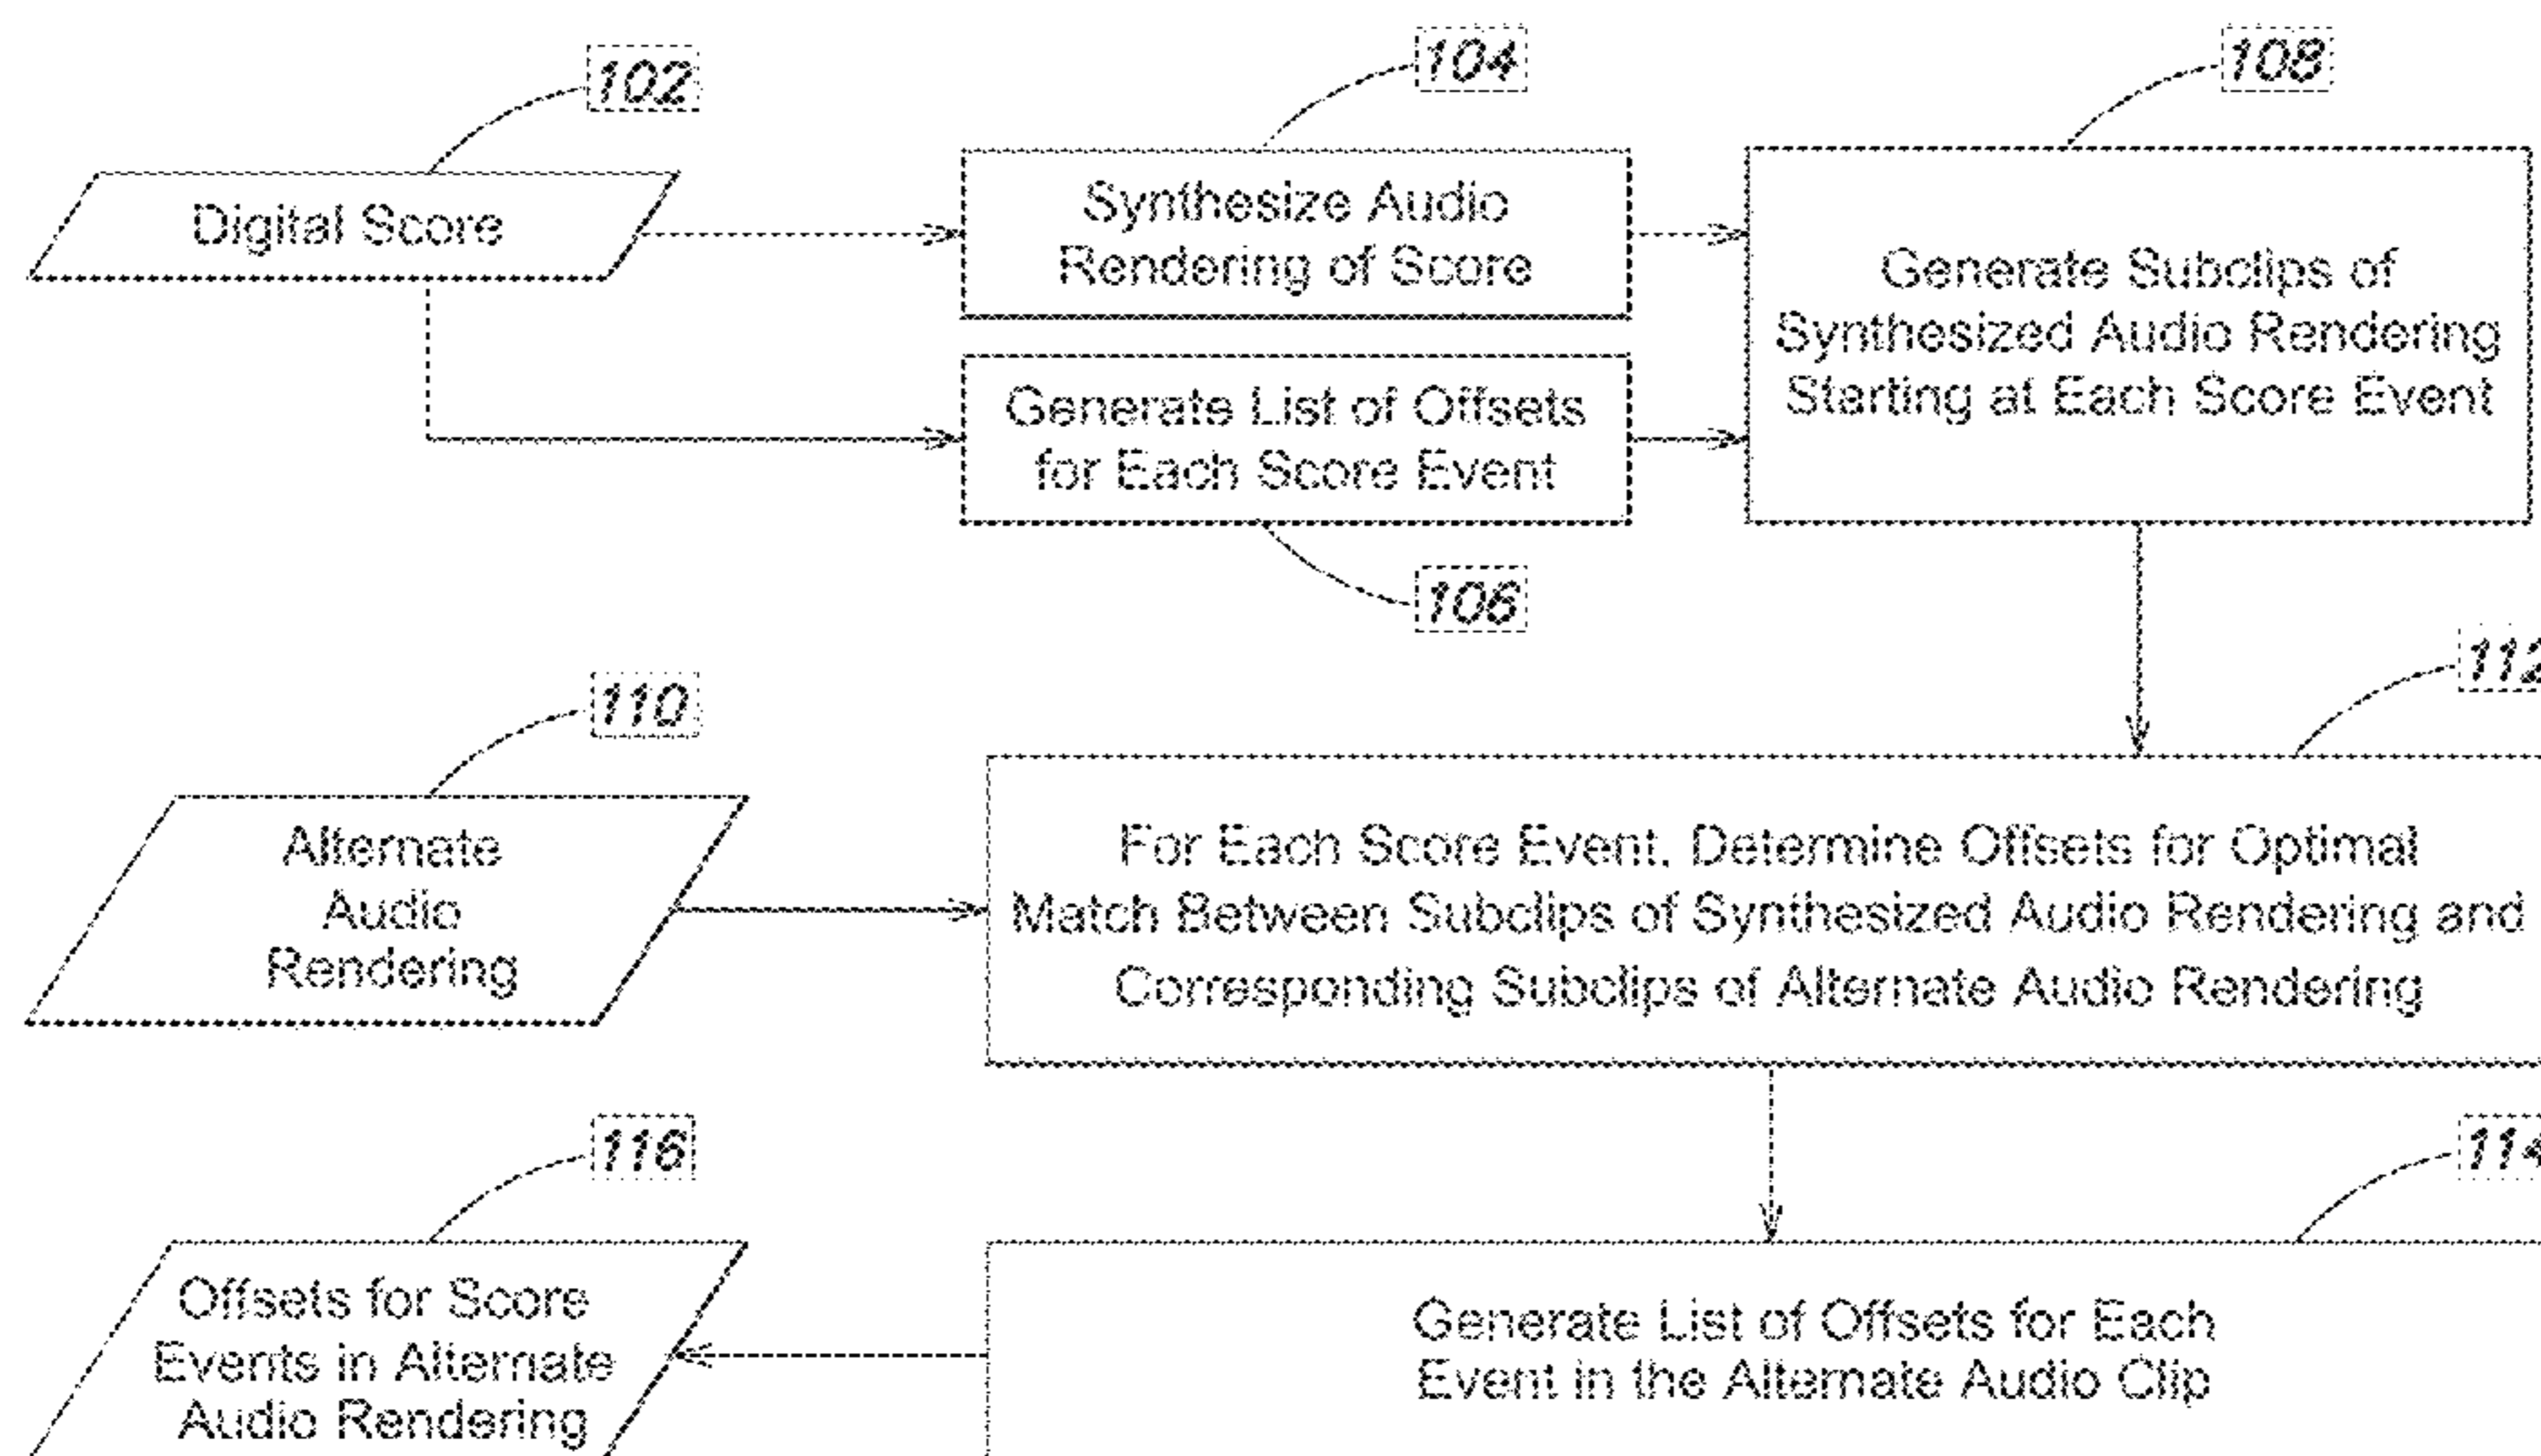 102
104
108
Digital Score
Synthesize Audio
Rendering of Score
Generate List of Offsets
for Each Score Event
Generate Subclips of
Synthesized Audio Rendering
Starting at Each Score Event
106
110
112
Alternate
Audio
Rendering
For Each Score Event, Determine Offsets for Optimal
Match Between Subclips of Synthesized Audio Rendering and
Corresponding Subclips of Alternate Audio Rendering
116
114
Offsets for Score
Events in Alternate
Audio Rendering
Generate List of Offsets for Each
Event in the Alternate Audio Clip